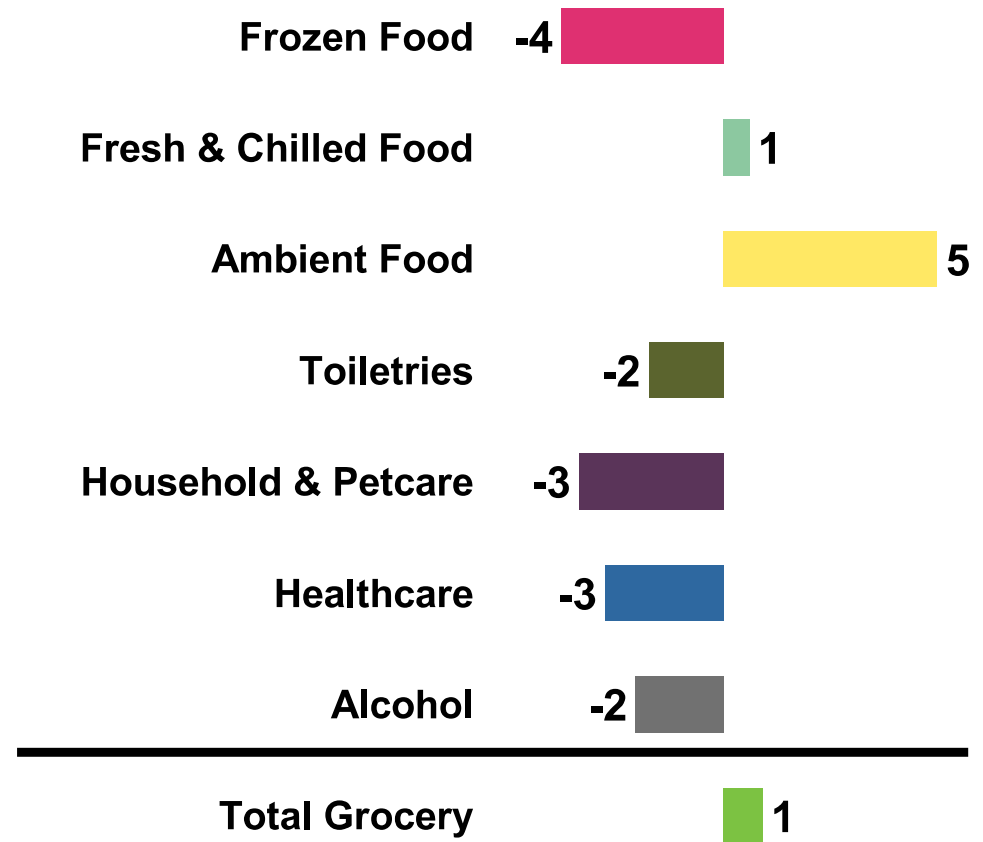 Frozen Food -4
Fresh & Chilled Food 1
Ambient Food 5
Toiletries -2
Household & Petcare -3
Healthcare -3
Alcohol -2
Total Grocery 1